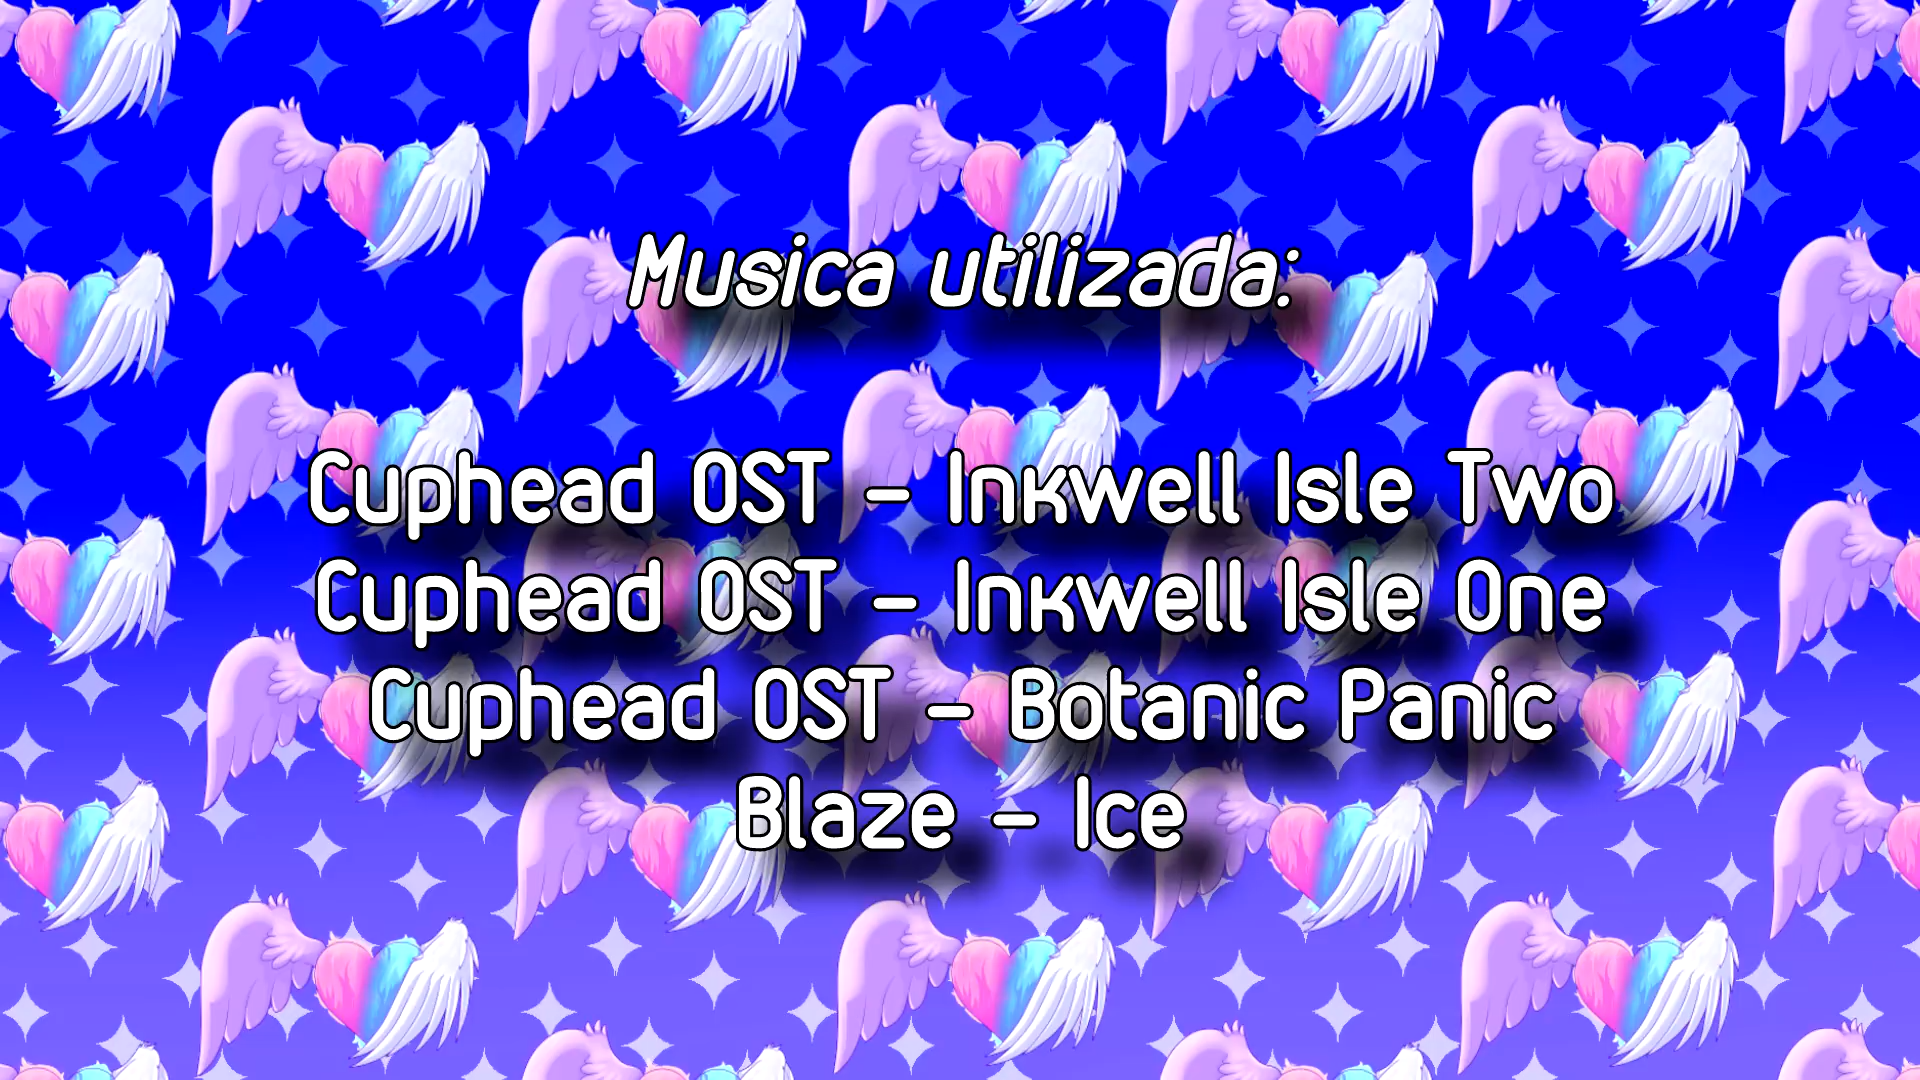 Musica utilizada:
Cuphead OST - Inkwell Isle Two
Cuphead OST - Inkwell Isle One
Cuphead OST - Botanic Panic
Blaze - Ice